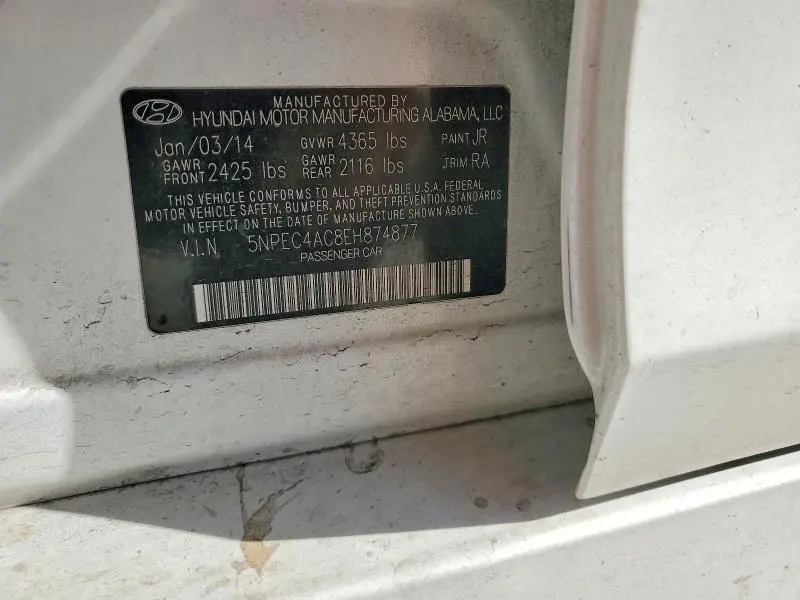 MANUFACTURED BY
HYUNDAI MOTOR MANUFACTURING ALABAMA, LLC
Jan/03/14 GVWR 4365 lbs PAINT JR
GAWR FRONT 2425 lbs GAWR REAR 2116 lbs TRIM RA
THIS VEHICLE CONFORMS TO ALL APPLICABLE U.S.A. FEDERAL
MOTOR VEHICLE SAFETY, BUMPER, AND THEFT PREVENTION STANDARDS
IN EFFECT ON THE DATE OF MANUFACTURE SHOWN ABOVE.
V.I.N 5NPEC4AC8EH874877
PASSENGER CAR